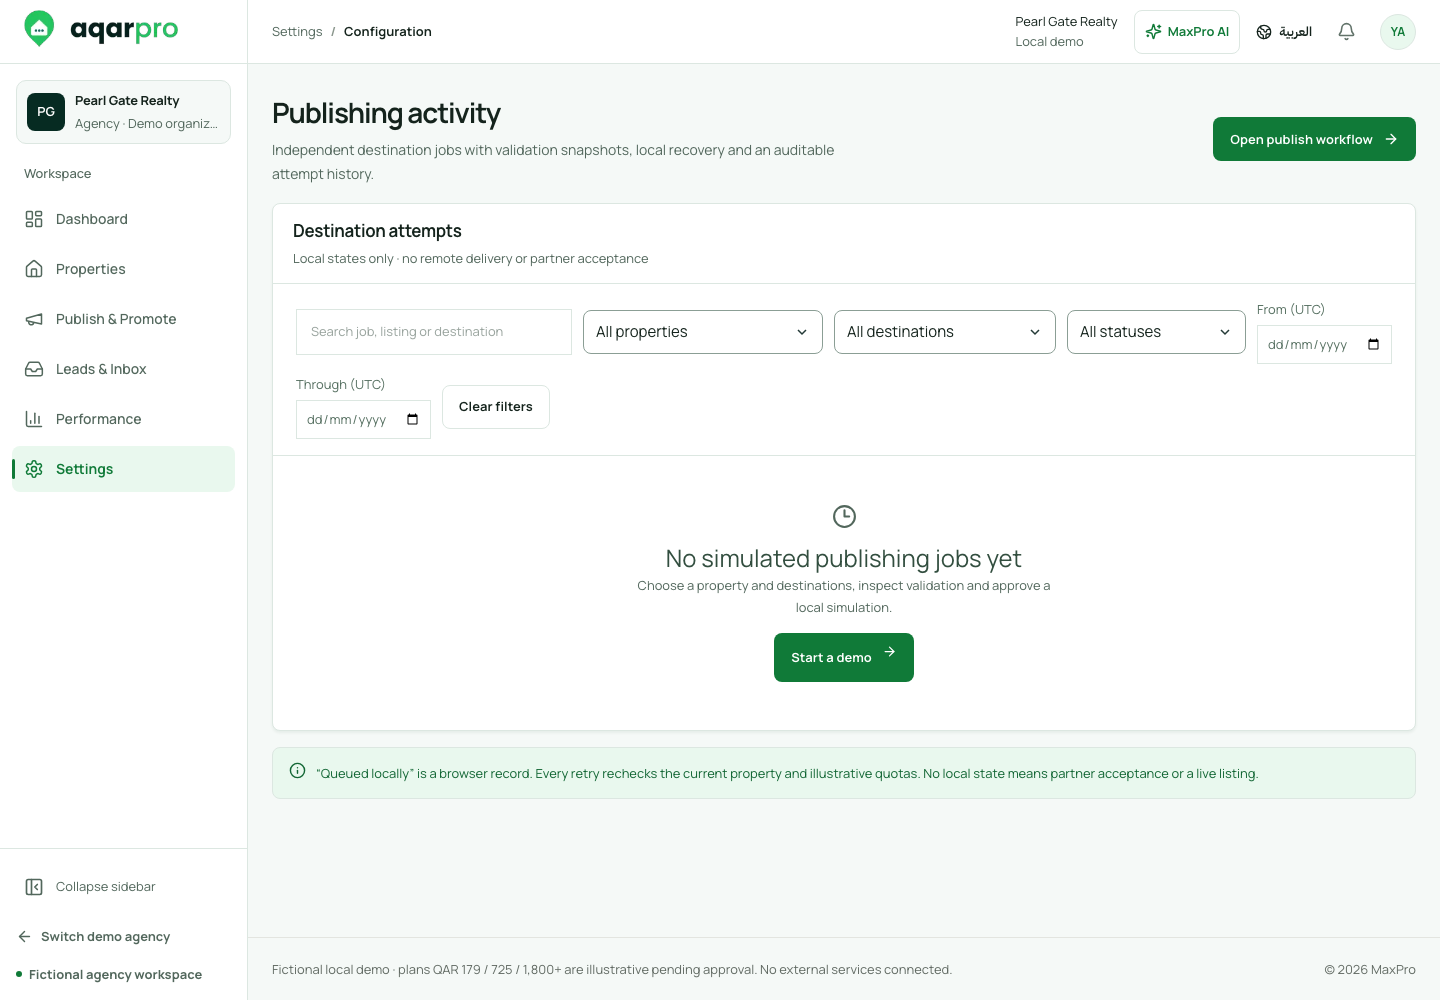 aqarpro
Settings / Configuration
Pearl Gate Realty
Local demo
MaxPro AI
العربية
YA
PG
Pearl Gate Realty
Agency · Demo organiz…
Workspace
Dashboard
Properties
Publish & Promote
Leads & Inbox
Performance
Settings
Collapse sidebar
Switch demo agency
Fictional agency workspace
Publishing activity
Independent destination jobs with validation snapshots, local recovery and an auditable
attempt history.
Open publish workflow
Destination attempts
Local states only · no remote delivery or partner acceptance
Search job, listing or destination
All properties
All destinations
All statuses
From (UTC)
dd/mm/yyyy
Through (UTC)
dd/mm/yyyy
Clear filters
No simulated publishing jobs yet
Choose a property and destinations, inspect validation and approve a
local simulation.
Start a demo
“Queued locally” is a browser record. Every retry rechecks the current property and illustrative quotas. No local state means partner acceptance or a live listing.
Fictional local demo · plans QAR 179 / 725 / 1,800+ are illustrative pending approval. No external services connected.
© 2026 MaxPro